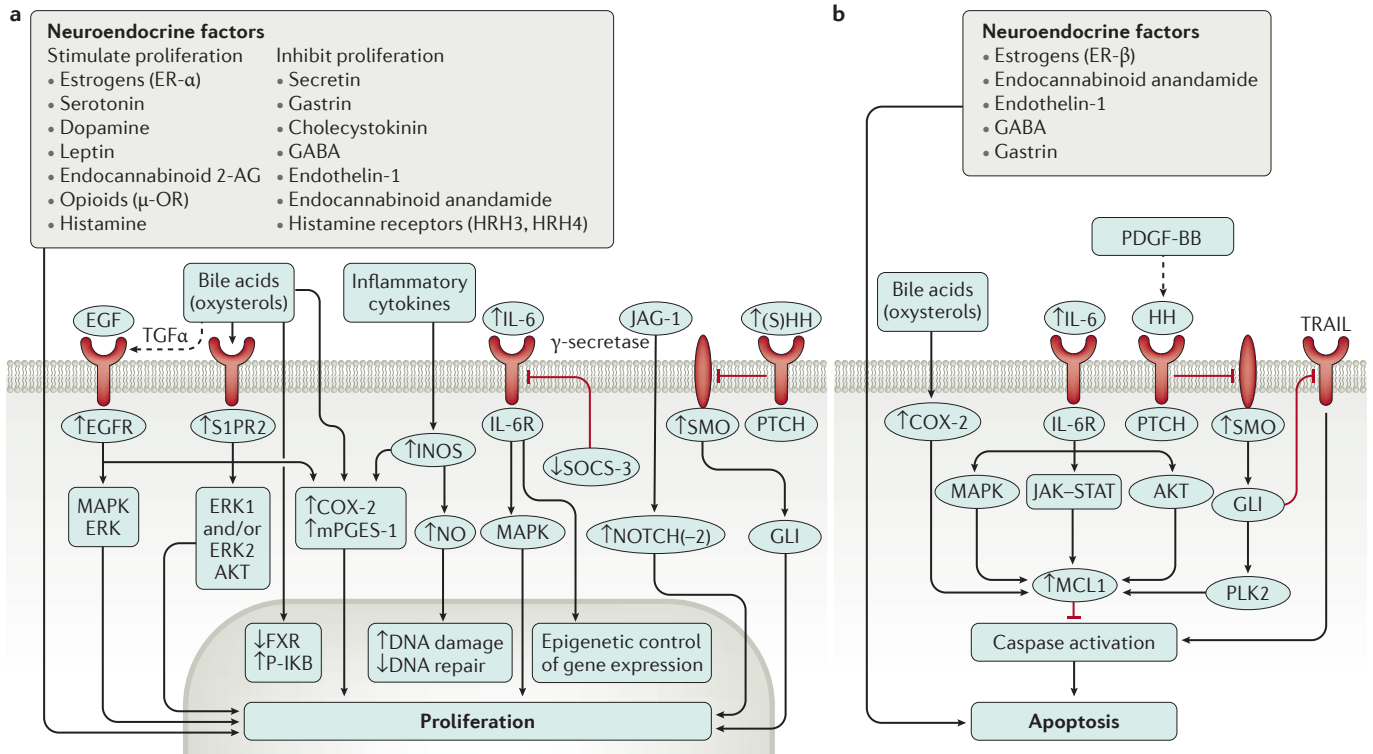 a
Neuroendocrine factors
Stimulate proliferation
• Estrogens (ER-α)
• Serotonin
• Dopamine
• Leptin
• Endocannabinoid 2-AG
• Opioids (μ-OR)
• Histamine
Inhibit proliferation
• Secretin
• Gastrin
• Cholecystokinin
• GABA
• Endothelin-1
• Endocannabinoid anandamide
• Histamine receptors (HRH3, HRH4)
Bile acids
(oxysterols)
Inflammatory
cytokines
EGF
TGFα
↑IL-6
γ-secretase
JAG-1
↑(S)HH
↑EGFR
↑S1PR2
↑INOS
IL-6R
↓SOCS-3
↑SMO
PTCH
MAPK
ERK
ERK1
and/or
ERK2
AKT
↑COX-2
↑mPGES-1
↑NO
MAPK
↑NOTCH(–2)
GLI
↓FXR
↑P-IKB
↑DNA damage
↓DNA repair
Epigenetic control
of gene expression
Proliferation
b
Neuroendocrine factors
• Estrogens (ER-β)
• Endocannabinoid anandamide
• Endothelin-1
• GABA
• Gastrin
PDGF-BB
Bile acids
(oxysterols)
↑IL-6
HH
TRAIL
↑COX-2
IL-6R
PTCH
↑SMO
MAPK
JAK–STAT
AKT
GLI
↑MCL1
PLK2
Caspase activation
Apoptosis